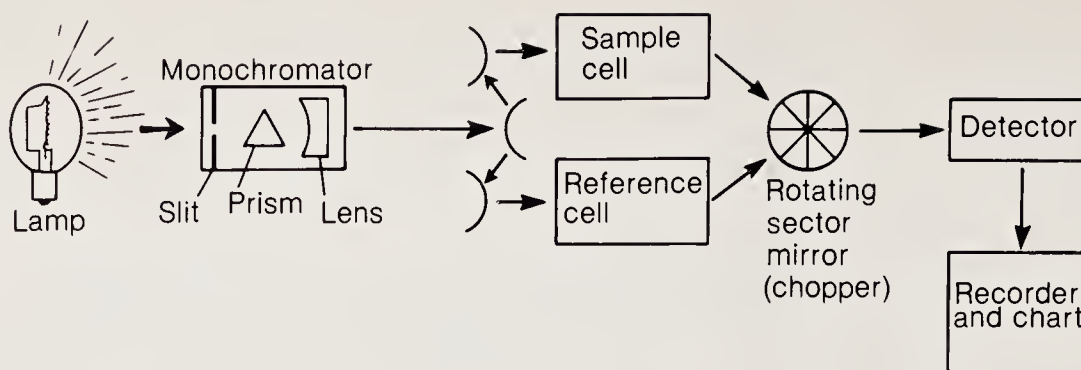 Lamp
Monochromator
Slit
Prism
Lens
Sample
cell
Reference
cell
Rotating
sector
mirror
(chopper)
Detector
Recorder
and chart